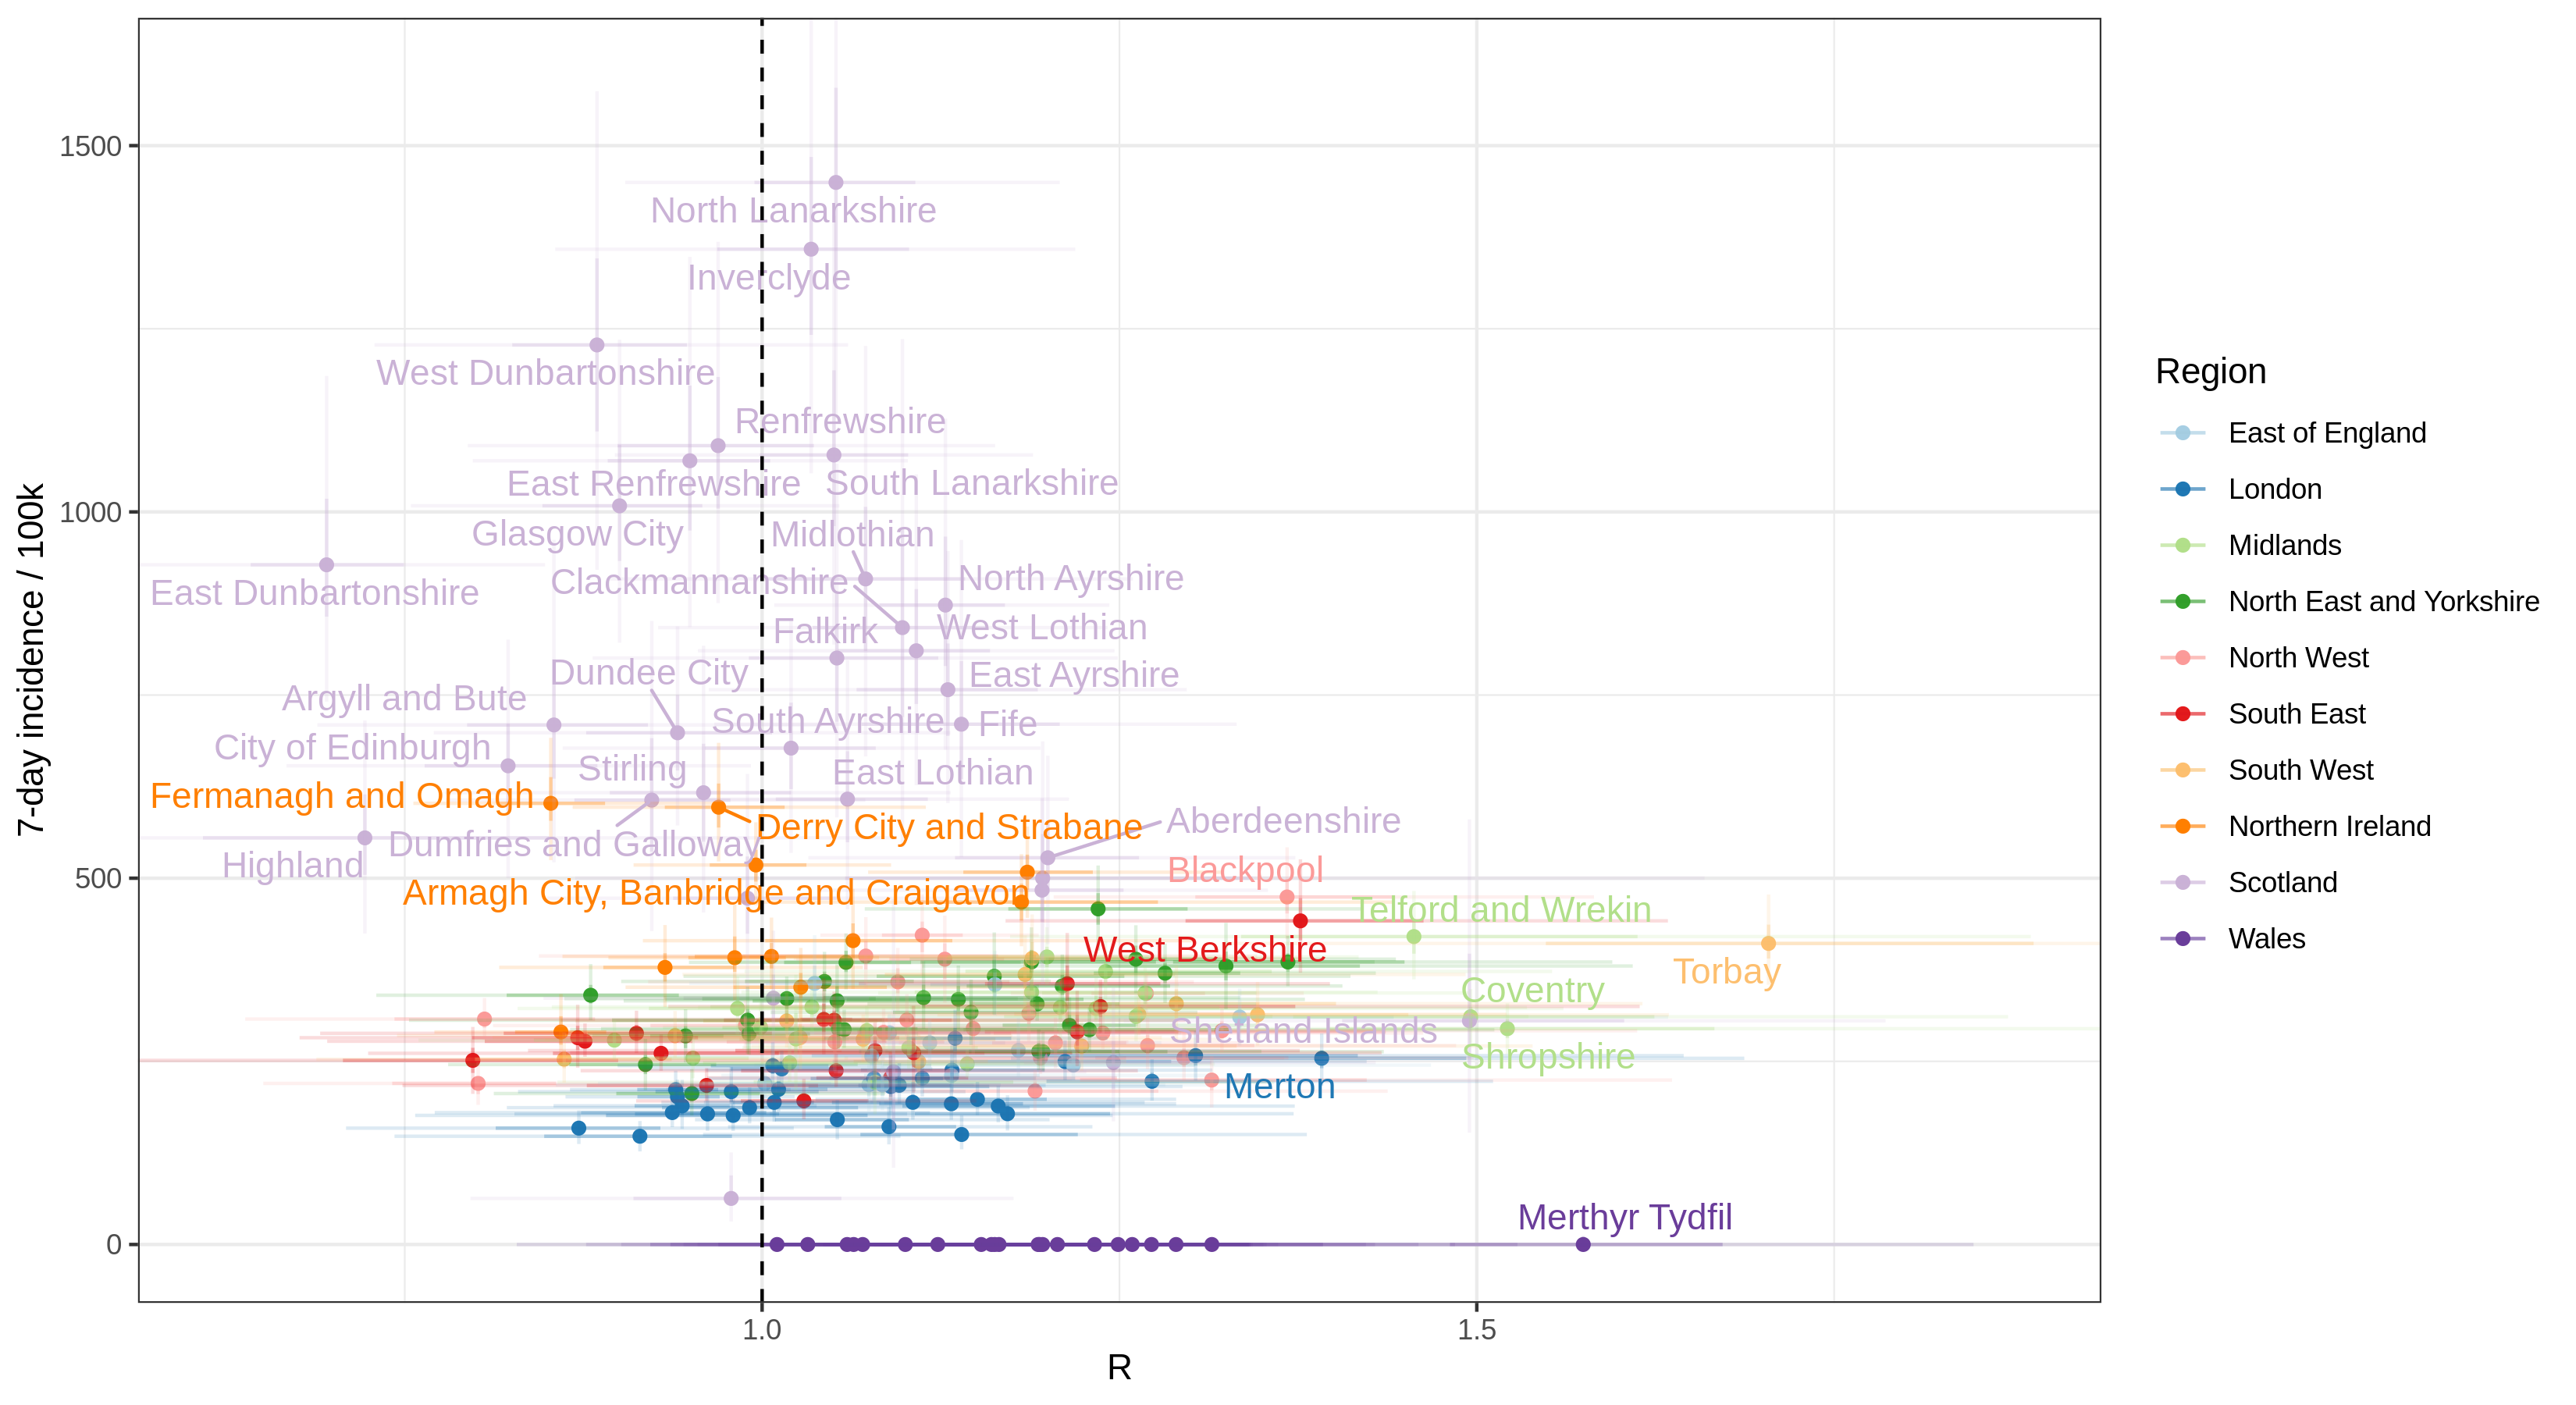 1500
North Lanarkshire
Inverclyde
West Dunbartonshire
Renfrewshire
East Renfrewshire
South Lanarkshire
1000
Glasgow City
Midlothian
Clackmannanshire
North Ayrshire
East Dunbartonshire
Falkirk
West Lothian
Dundee City
East Ayrshire
Argyll and Bute
South Ayrshire
Fife
City of Edinburgh
Stirling
East Lothian
Fermanagh and Omagh
Derry City and Strabane
Aberdeenshire
Dumfries and Galloway
Highland
Blackpool
500
Armagh City, Banbridge and Craigavon
Telford and Wrekin
West Berkshire
Torbay
Coventry
Shetland Islands
Shropshire
Merton
Merthyr Tydfil
0
1.0
1.5
R
7-day incidence / 100k
Region
East of England
London
Midlands
North East and Yorkshire
North West
South East
South West
Northern Ireland
Scotland
Wales